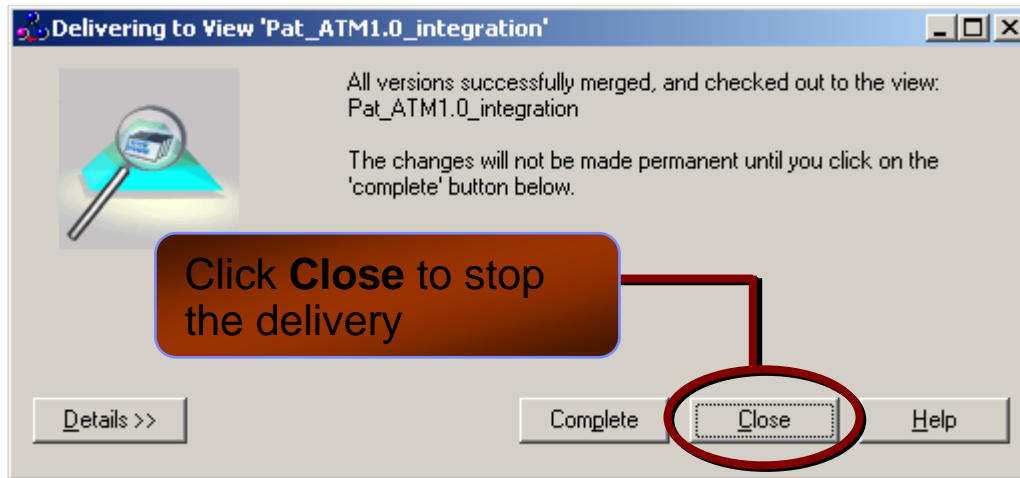 Delivering to View 'Pat_ATM1.0_integration'
All versions successfully merged, and checked out to the view:
Pat_ATM1.0_integration
The changes will not be made permanent until you click on the
'complete' button below.
Click Close to stop
the delivery
Details >> Complete Close Help